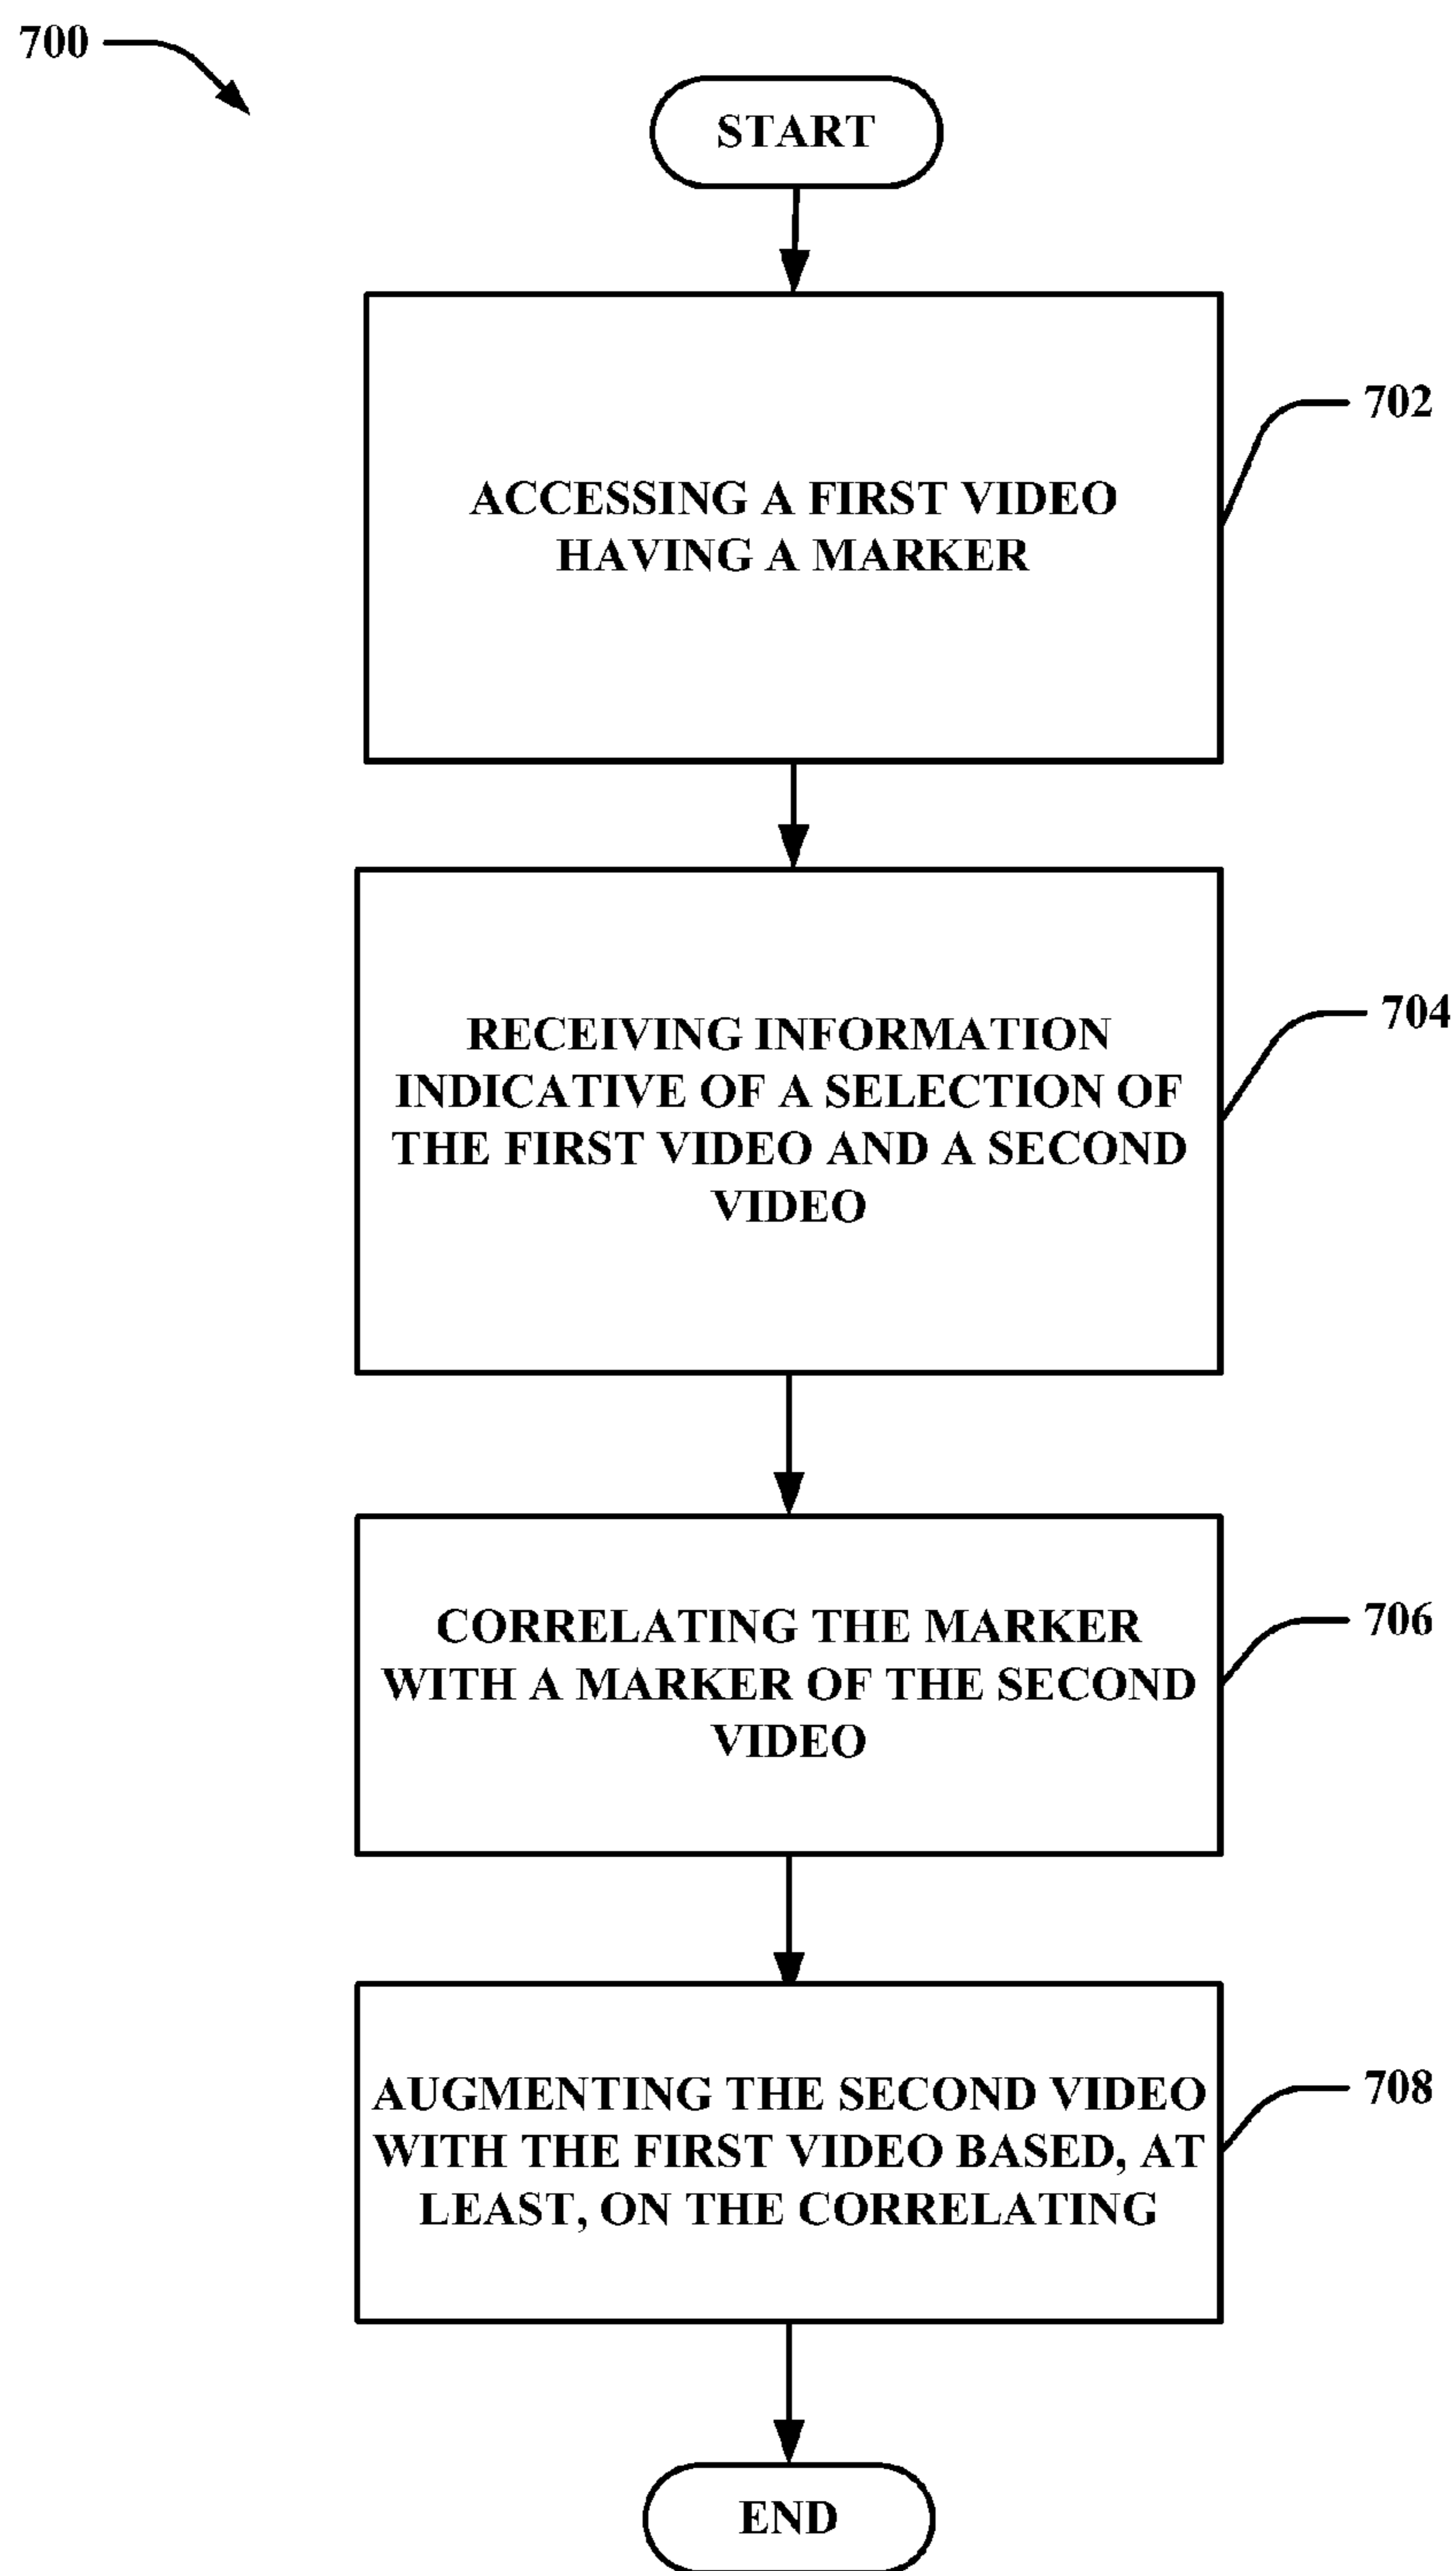 700
START
ACCESSING A FIRST VIDEO
HAVING A MARKER
702
RECEIVING INFORMATION
INDICATIVE OF A SELECTION OF
THE FIRST VIDEO AND A SECOND
VIDEO
704
CORRELATING THE MARKER
WITH A MARKER OF THE SECOND
VIDEO
706
AUGMENTING THE SECOND VIDEO
WITH THE FIRST VIDEO BASED, AT
LEAST, ON THE CORRELATING
708
END